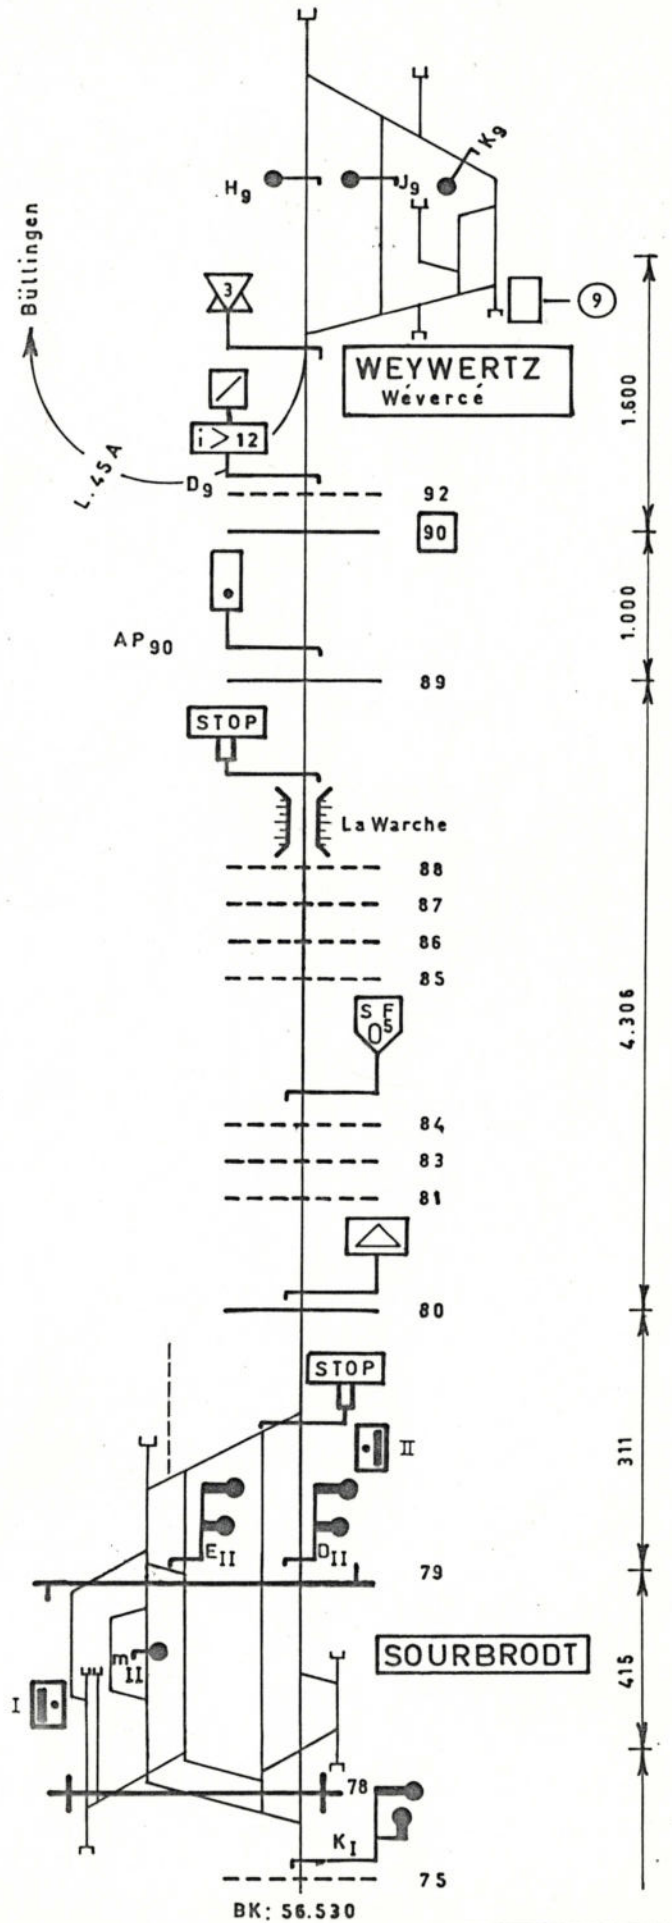 K9
H9
J9
Büllingen
3
9
WEYWERTZ
Wévercé
1.600
i > 12
L.45A
D9
92
90
1.000
AP90
89
STOP
La Warche
88
87
86
85
S F
05
4.306
84
83
81
80
STOP
II
311
EII
DII
79
mII
SOURBRODT
415
I
78
KI
75
BK: 56.530